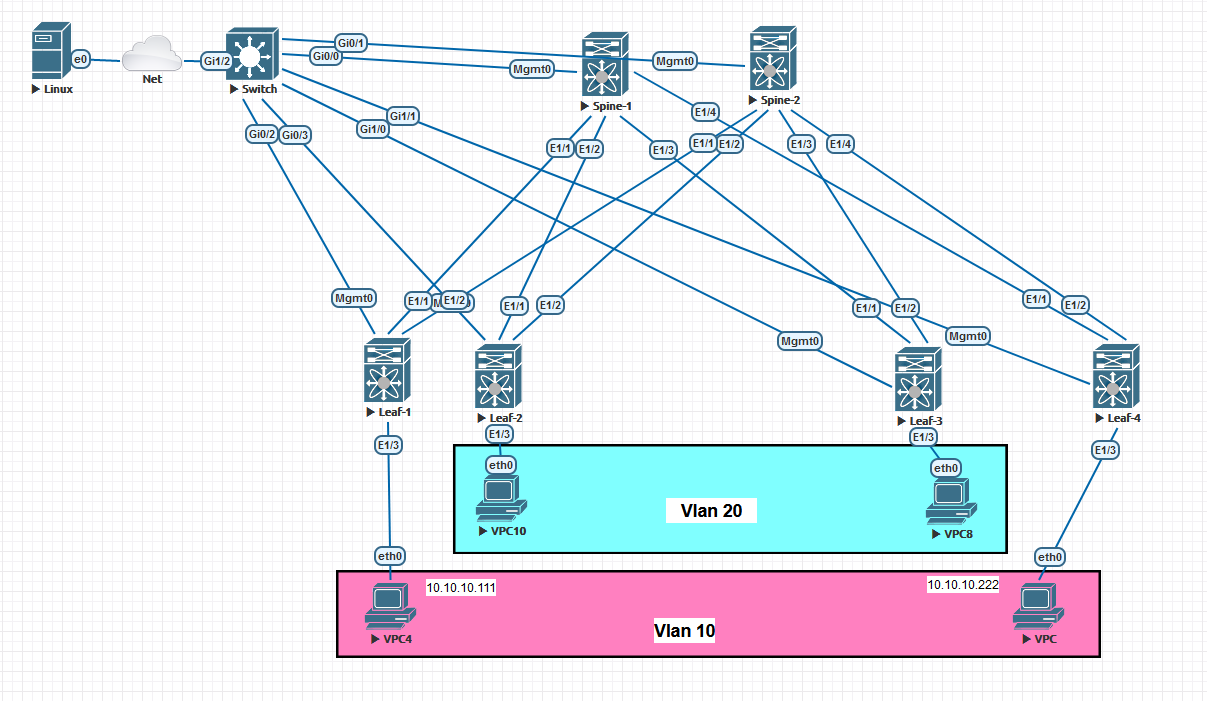 Gi0/1
Gi0/0
e0
Gi1/2
Mgmt0
Mgmt0
Net
Linux
Switch
Spine-1
Spine-2
E1/4
Gi1/1
Gi1/0
Gi0/2
Gi0/3
E1/1
E1/2
E1/3
E1/1
E1/2
E1/3
E1/4
Mgmt0
E1/1
E1/2
E1/1
E1/2
E1/1
E1/2
E1/1
E1/2
Mgmt0
Mgmt0
Leaf-1
Leaf-2
Leaf-3
Leaf-4
E1/3
E1/3
E1/3
E1/3
eth0
eth0
Vlan 20
VPC10
VPC8
eth0
eth0
10.10.10.111
10.10.10.222
Vlan 10
VPC4
VPC